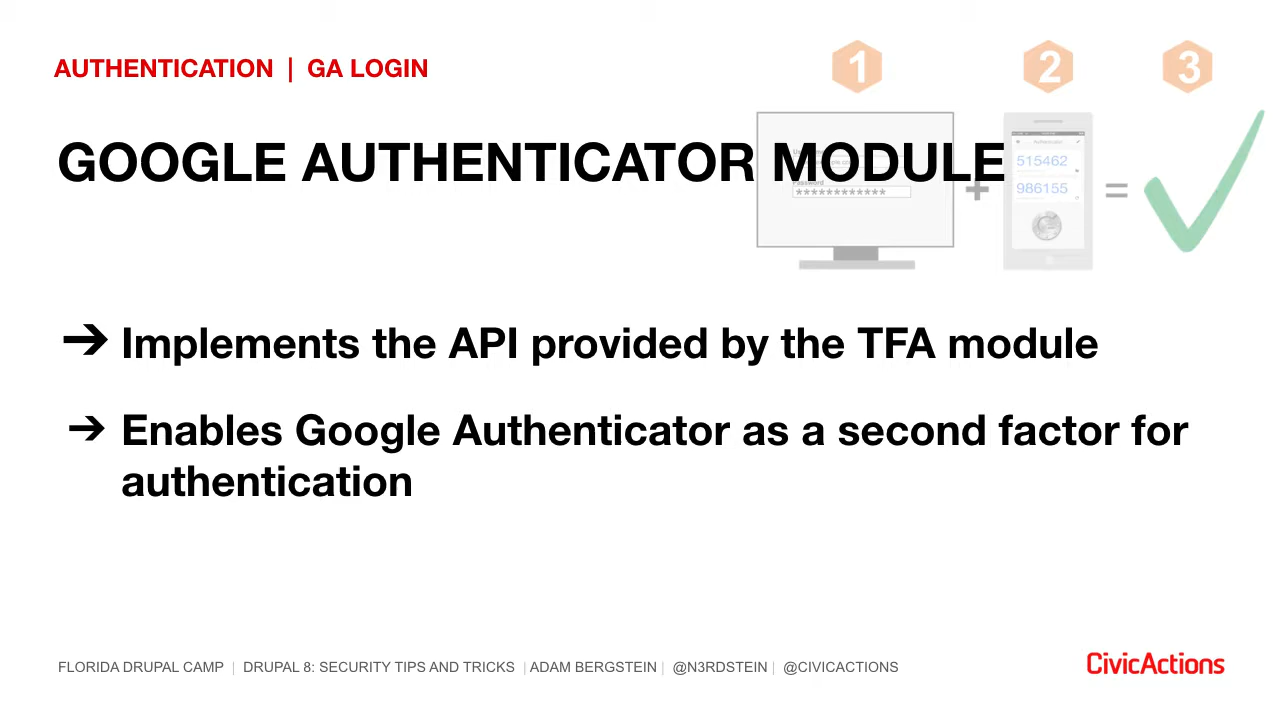 AUTHENTICATION | GA LOGIN
1
2
3
GOOGLE AUTHENTICATOR MODULE
Password
************
Authenticator
515462
986155
+
=
➔ Implements the API provided by the TFA module
➔ Enables Google Authenticator as a second factor for
authentication
FLORIDA DRUPAL CAMP | DRUPAL 8: SECURITY TIPS AND TRICKS | ADAM BERGSTEIN | @N3RDSTEIN | @CIVICACTIONS
CivicActions